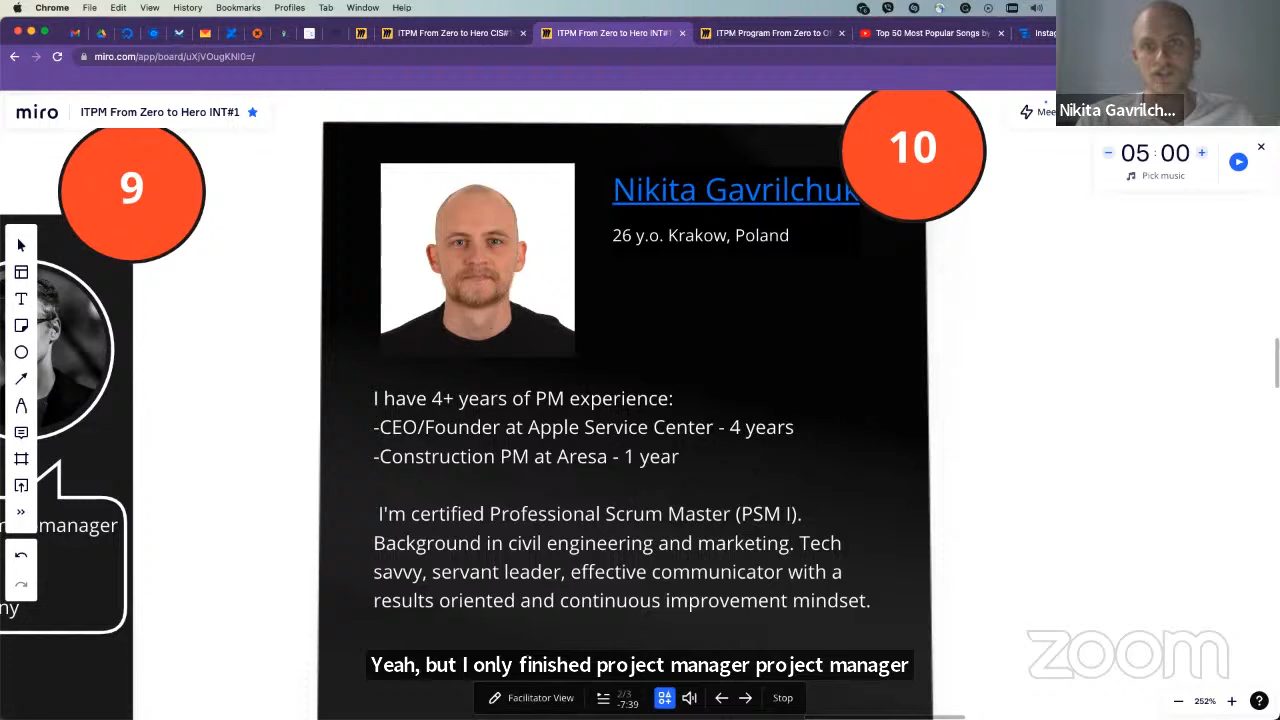 Chrome File Edit View History Bookmarks Profiles Tab Window Help
ITPM From Zero to Hero CIS#
ITPM From Zero to Hero INT#1
ITPM Program From Zero to O
Top 50 Most Popular Songs by
Instag
miro.com/app/board/uXjVOugKNI0=/
miro
ITPM From Zero to Hero INT#1
Mee
Nikita Gavrilch...
05 : 00
Pick music
9
10
Nikita Gavrilchuk
26 y.o. Krakow, Poland
I have 4+ years of PM experience:
-CEO/Founder at Apple Service Center - 4 years
-Construction PM at Aresa - 1 year
I'm certified Professional Scrum Master (PSM I).
Background in civil engineering and marketing. Tech
savvy, servant leader, effective communicator with a
results oriented and continuous improvement mindset.
manager
ny
Yeah, but I only finished project manager project manager
Facilitator View
2/3
-7:39
Stop
zoom
252%